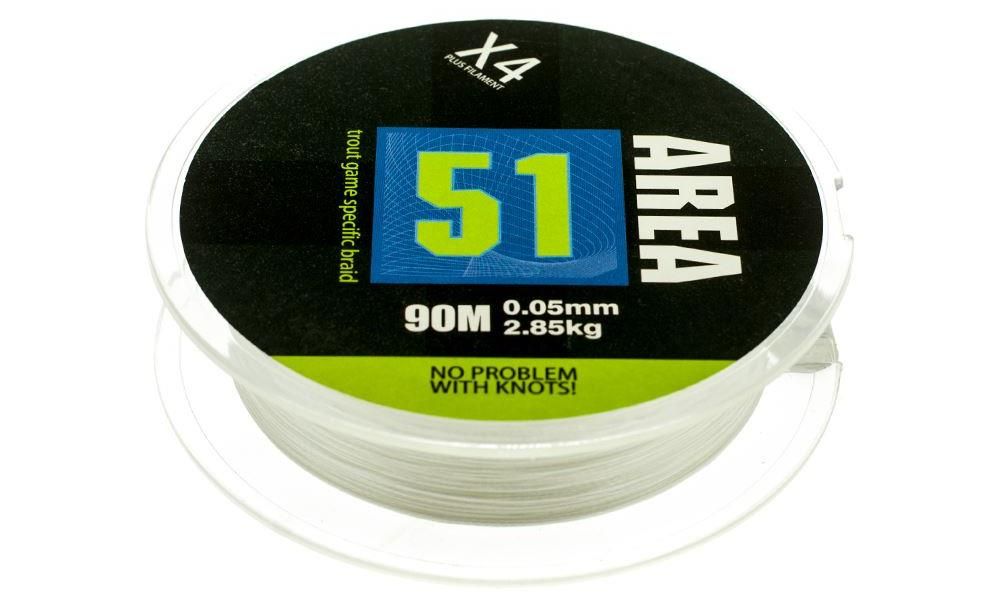 X4
PLUS FILAMENT
AREA
51
trout game specific braid
90M
0.05mm
2.85kg
NO PROBLEM
WITH KNOTS!